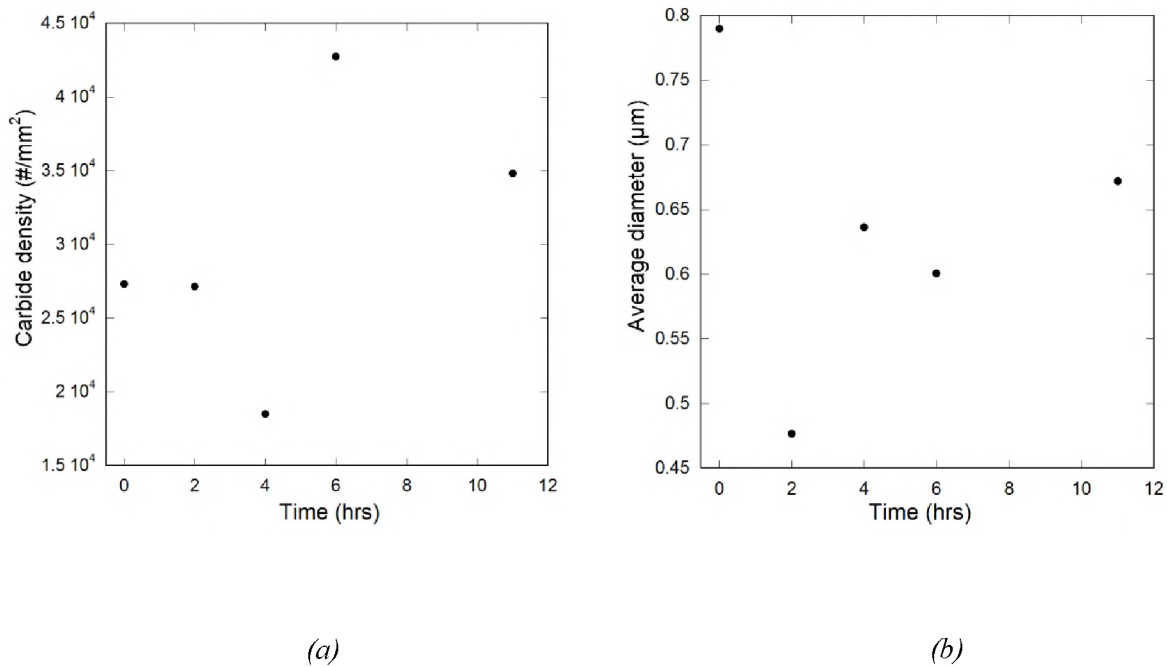 4.5 10⁴
4 10⁴
3.5 10⁴
3 10⁴
2.5 10⁴
2 10⁴
1.5 10⁴
Carbide density (#/mm²)
0 2 4 6 8 10 12
Time (hrs)
0.8
0.75
0.7
0.65
0.6
0.55
0.5
0.45
Average diameter (µm)
0 2 4 6 8 10 12
Time (hrs)
(a)
(b)